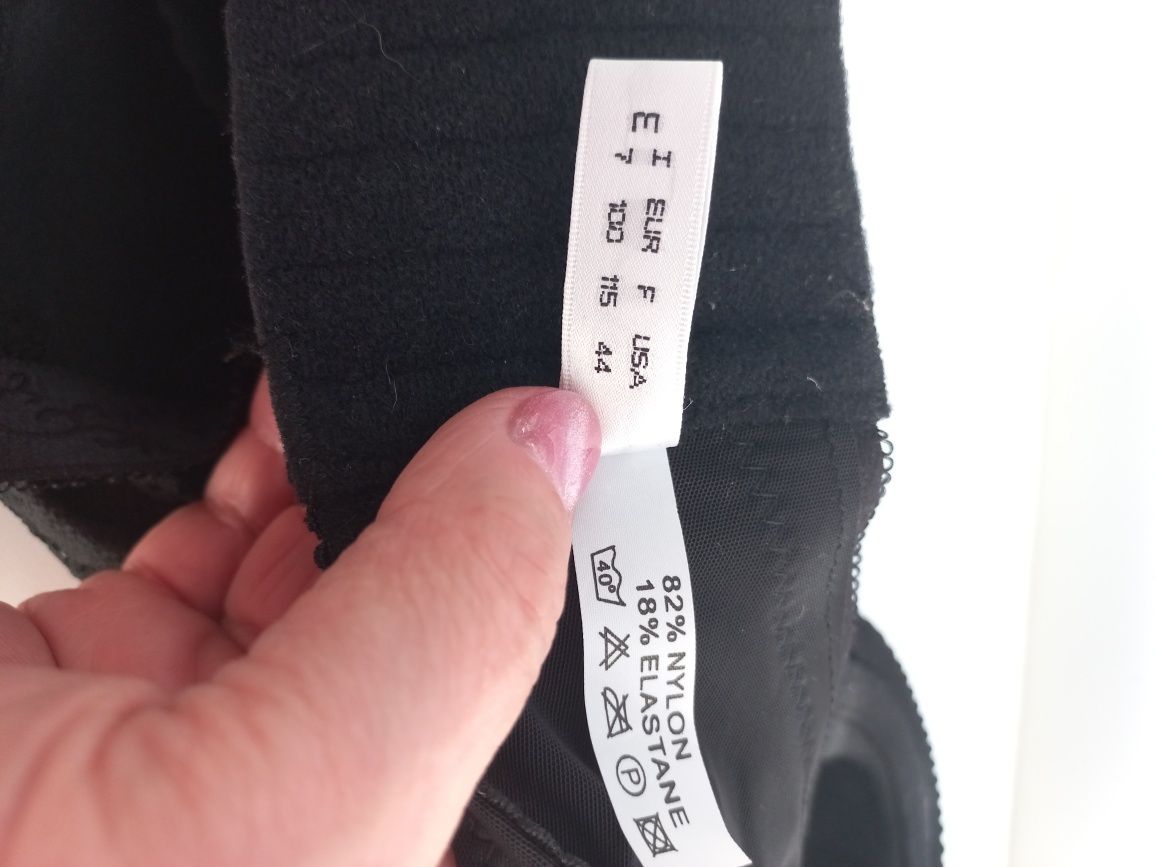 E
I EUR F USA
7 100 115 44
82% NYLON
18% ELASTANE
40° P